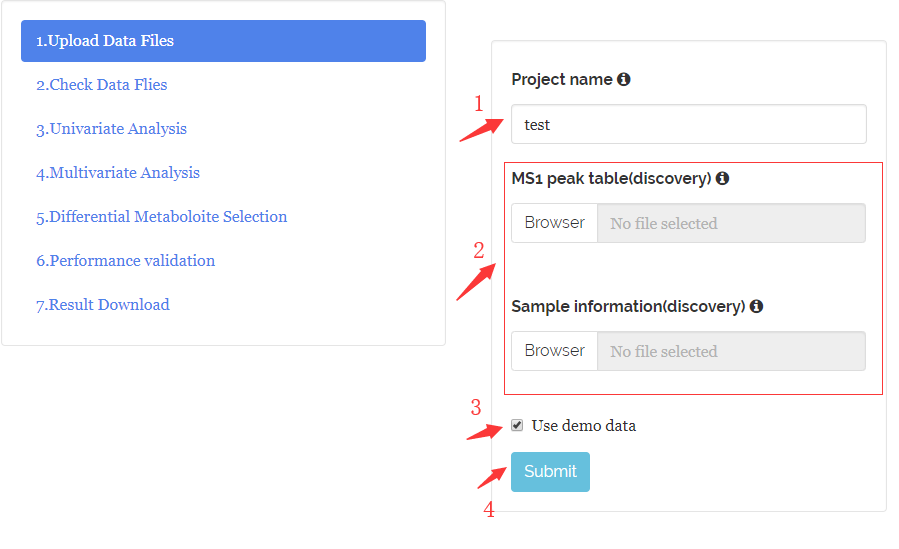 1.Upload Data Files
2.Check Data Flies
3.Univariate Analysis
4.Multivariate Analysis
5.Differential Metaboloite Selection
6.Performance validation
7.Result Download
Project name
1
test
MS1 peak table(discovery)
Browser No file selected
2
Sample information(discovery)
Browser No file selected
3
Use demo data
Submit
4